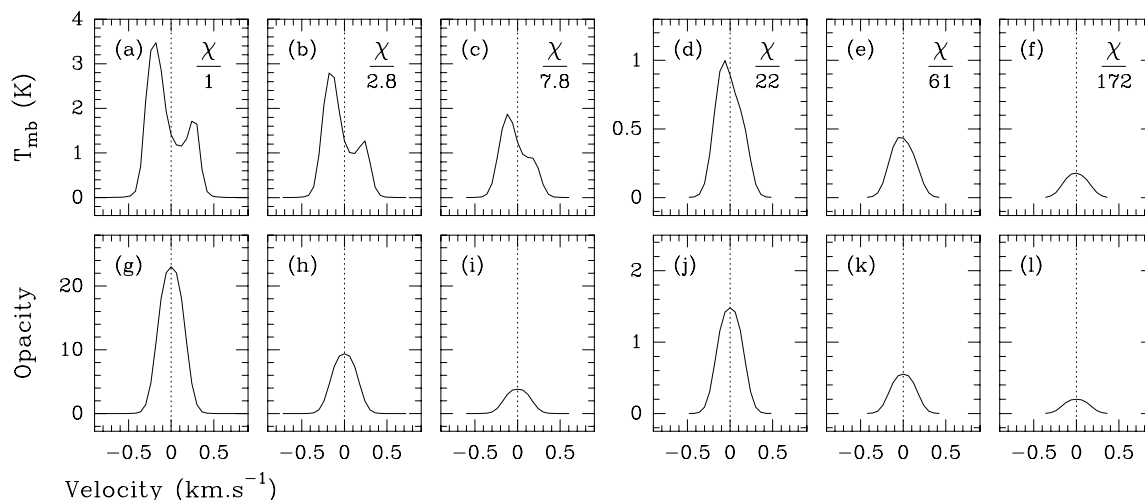 4
3
2
1
0
T_mb (K)
(a) χ/1
(b) χ/2.8
(c) χ/7.8
1
0.5
0
(d) χ/22
(e) χ/61
(f) χ/172
20
10
0
Opacity
(g)
(h)
(i)
2
1
0
(j)
(k)
(l)
−0.5 0 0.5
−0.5 0 0.5
−0.5 0 0.5
−0.5 0 0.5
−0.5 0 0.5
−0.5 0 0.5
Velocity (km.s⁻¹)